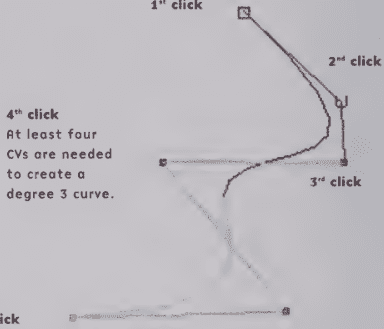 1st click
2nd click
4th click
At least four
CVs are needed
to create a
degree 3 curve.
3rd click